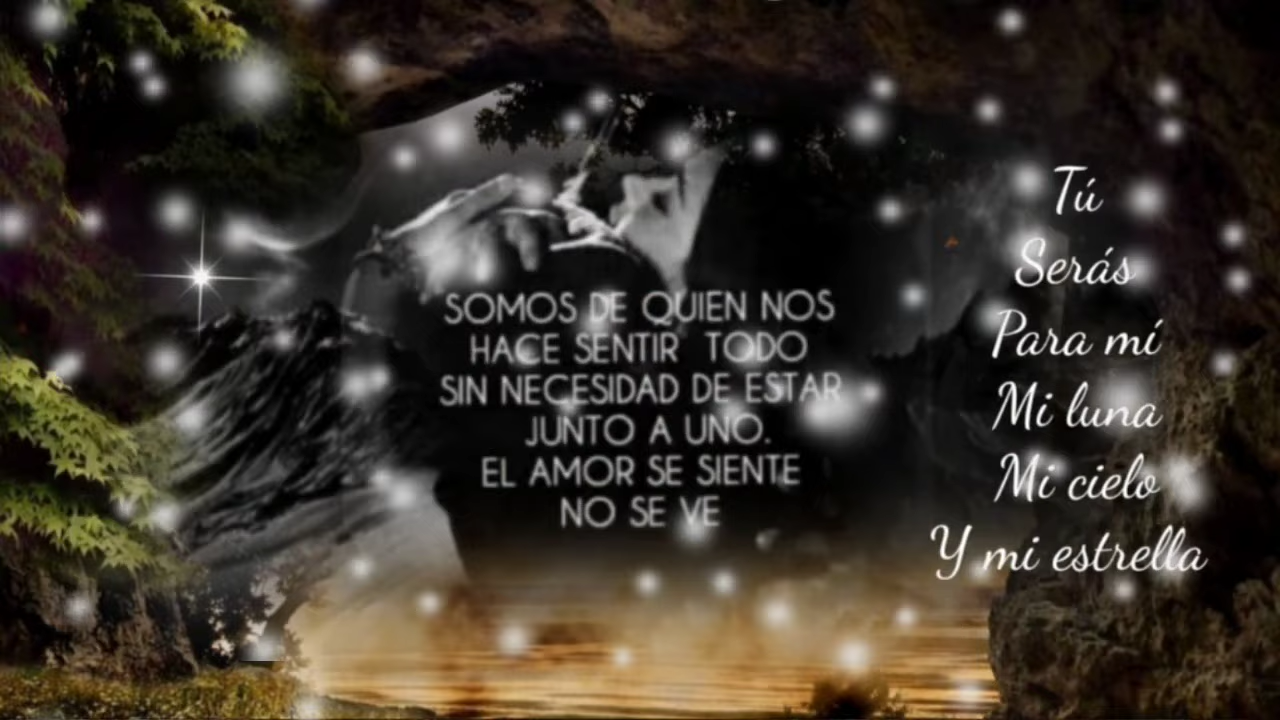 SOMOS DE QUIEN NOS
HACE SENTIR TODO
SIN NECESIDAD DE ESTAR
JUNTO A UNO.
EL AMOR SE SIENTE
NO SE VE
Tú
Serás
Para mí
Mi luna
Mi cielo
Y mi estrella